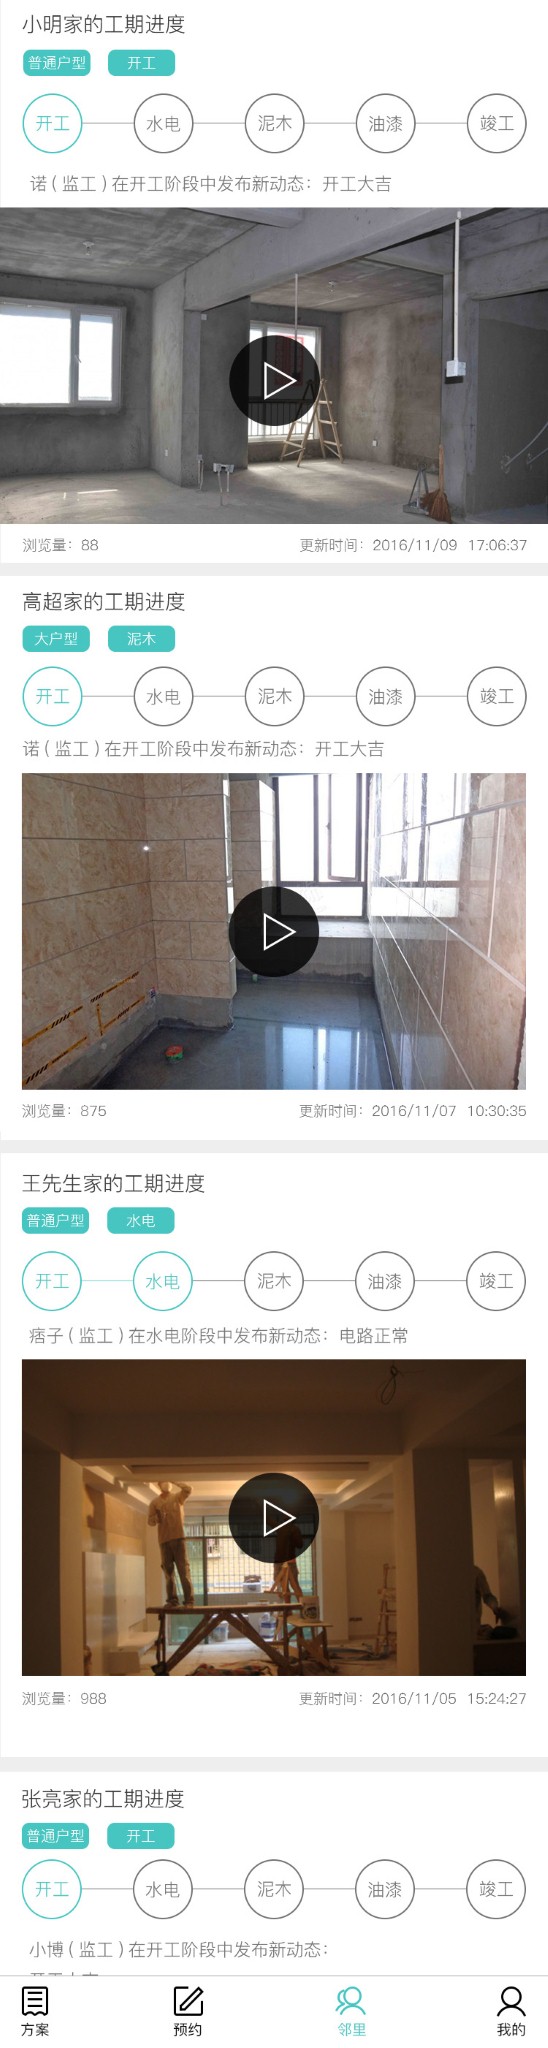 小明家的工期进度
普通户型 开工
开工 水电 泥木 油漆 竣工
诺（监工）在开工阶段中发布新动态：开工大吉
浏览量：88 更新时间：2016/11/09 17:06:37
高超家的工期进度
大户型 泥木
开工 水电 泥木 油漆 竣工
诺（监工）在开工阶段中发布新动态：开工大吉
浏览量：875 更新时间：2016/11/07 10:30:35
王先生家的工期进度
普通户型 水电
开工 水电 泥木 油漆 竣工
痞子（监工）在水电阶段中发布新动态：电路正常
浏览量：988 更新时间：2016/11/05 15:24:27
张亮家的工期进度
普通户型 开工
开工 水电 泥木 油漆 竣工
小博（监工）在开工阶段中发布新动态：
方案 预约 邻里 我的